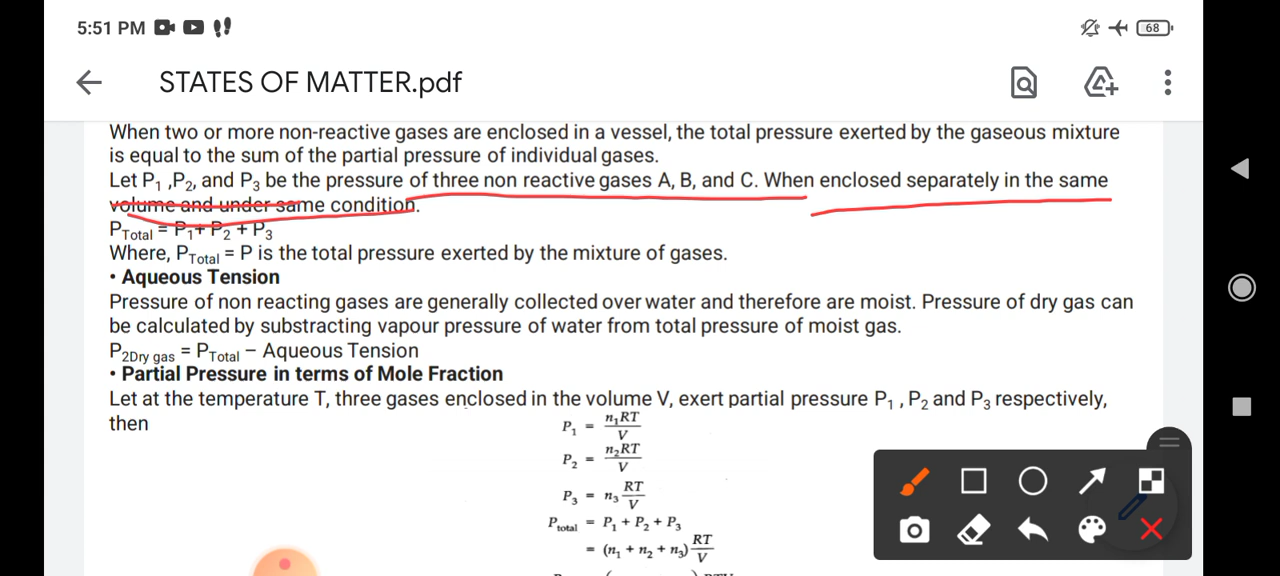 5:51 PM
68
STATES OF MATTER.pdf
When two or more non-reactive gases are enclosed in a vessel, the total pressure exerted by the gaseous mixture
is equal to the sum of the partial pressure of individual gases.
Let P₁ ,P₂, and P₃ be the pressure of three non reactive gases A, B, and C. When enclosed separately in the same
volume and under same condition.
P_Total = P₁+ P₂ + P₃
Where, P_Total = P is the total pressure exerted by the mixture of gases.
• Aqueous Tension
Pressure of non reacting gases are generally collected over water and therefore are moist. Pressure of dry gas can
be calculated by substracting vapour pressure of water from total pressure of moist gas.
P_2Dry gas = P_Total − Aqueous Tension
• Partial Pressure in terms of Mole Fraction
Let at the temperature T, three gases enclosed in the volume V, exert partial pressure P₁ , P₂ and P₃ respectively,
then
P₁ = n₁RT/V
P₂ = n₂RT/V
P₃ = n₃ RT/V
P_total = P₁ + P₂ + P₃
= (n₁ + n₂ + n₃) RT/V